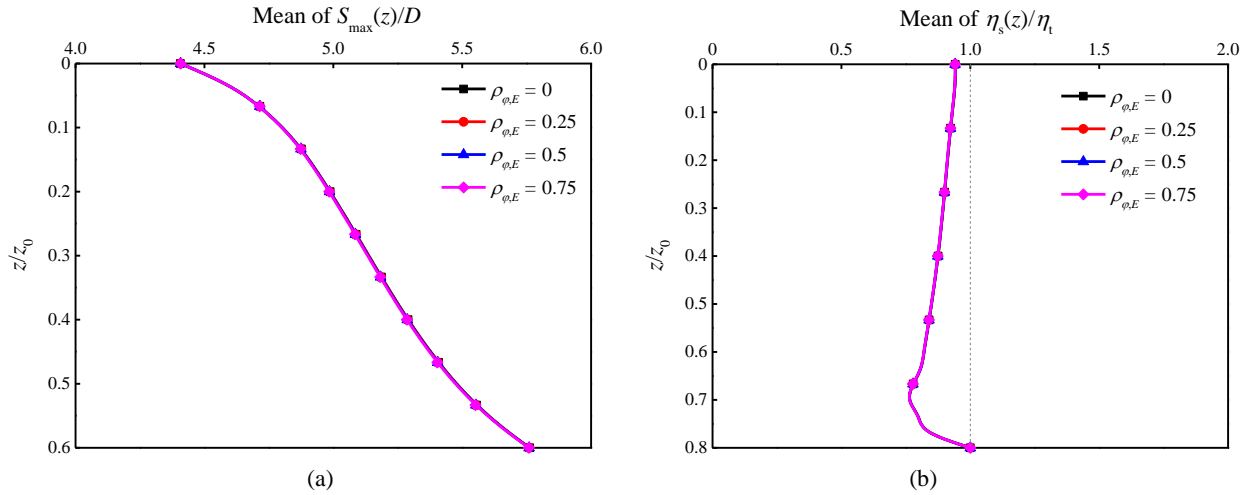 Mean of S_max(z)/D
4.0 4.5 5.0 5.5 6.0
0
0.1
0.2
0.3
0.4
0.5
0.6
z/z_0
ρ_φ,E = 0
ρ_φ,E = 0.25
ρ_φ,E = 0.5
ρ_φ,E = 0.75
(a)
Mean of η_s(z)/η_t
0 0.5 1.0 1.5 2.0
0
0.1
0.2
0.3
0.4
0.5
0.6
0.7
0.8
z/z_0
ρ_φ,E = 0
ρ_φ,E = 0.25
ρ_φ,E = 0.5
ρ_φ,E = 0.75
(b)